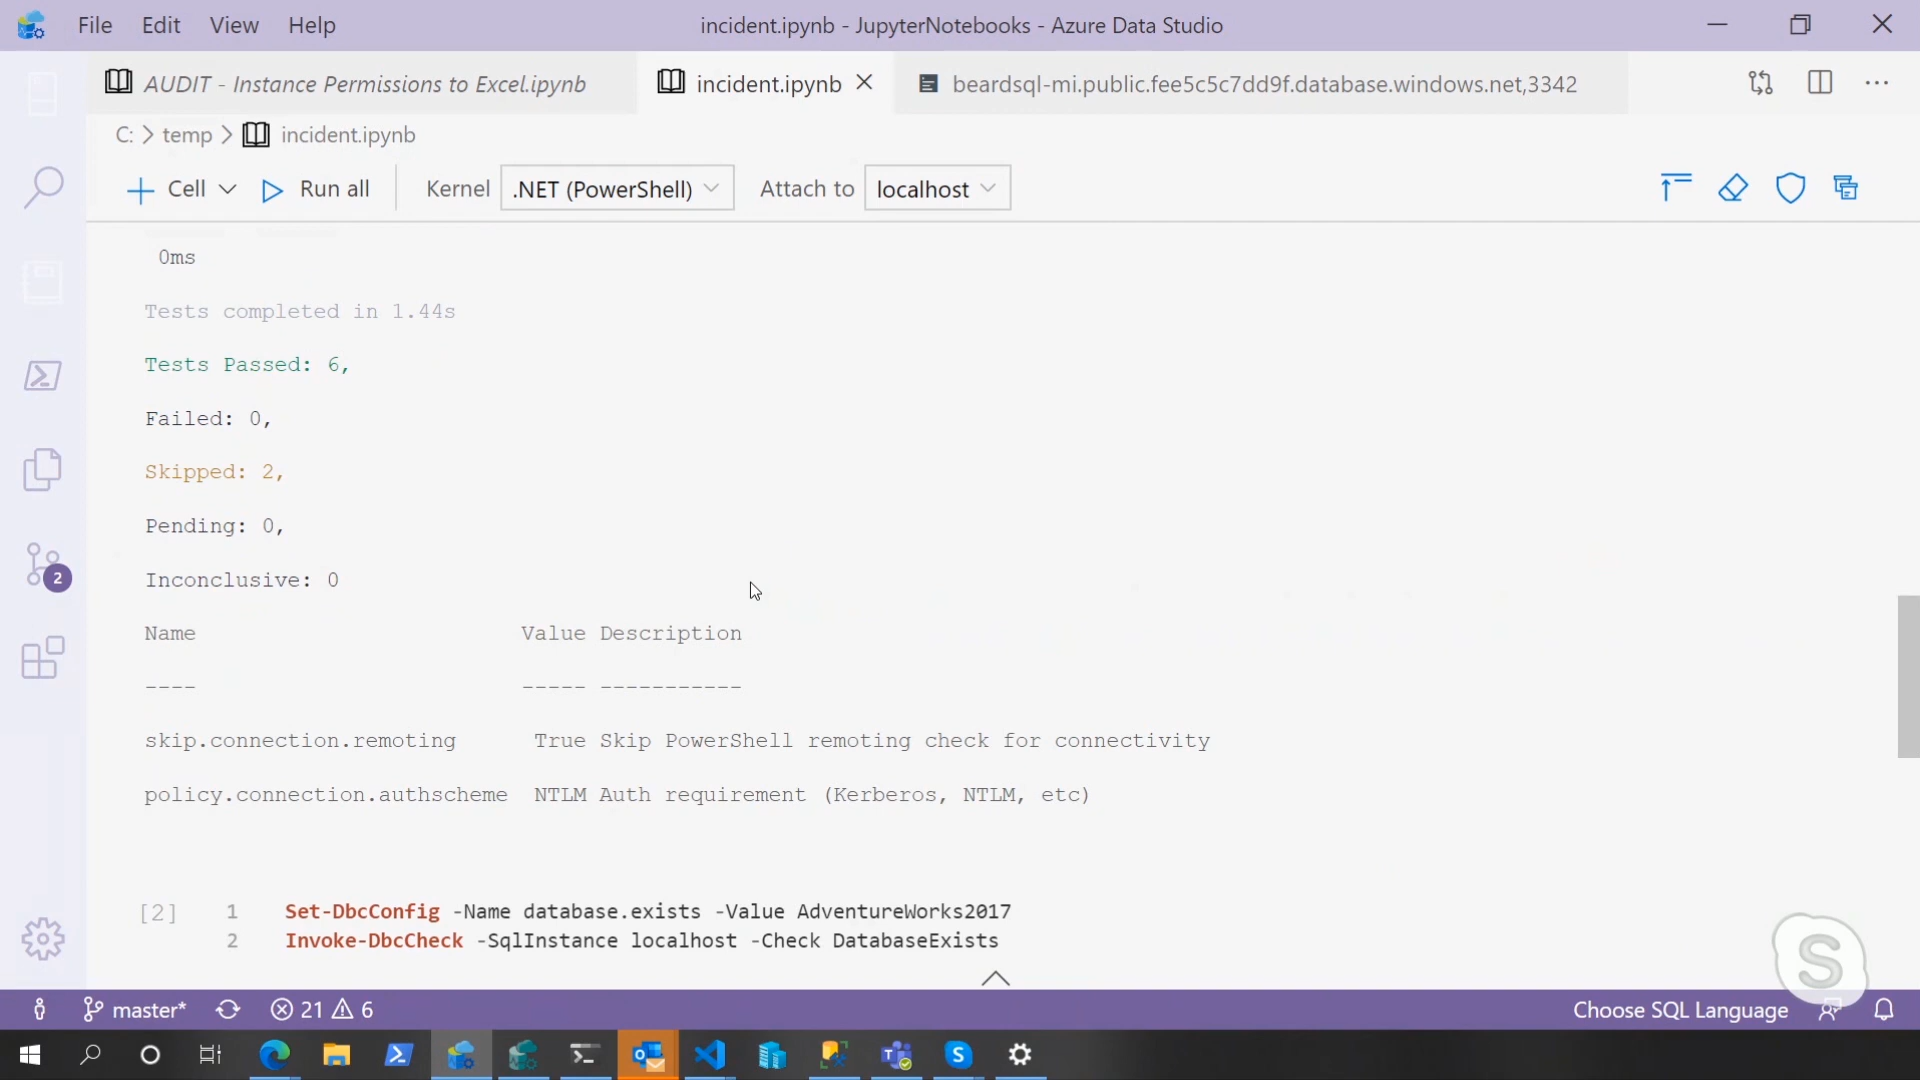 File Edit View Help
incident.ipynb - JupyterNotebooks - Azure Data Studio
AUDIT - Instance Permissions to Excel.ipynb
incident.ipynb
beardsql-mi.public.fee5c5c7dd9f.database.windows.net,3342
C: > temp > incident.ipynb
Cell
Run all
Kernel
.NET (PowerShell)
Attach to
localhost
0ms
Tests completed in 1.44s
Tests Passed: 6,
Failed: 0,
Skipped: 2,
Pending: 0,
Inconclusive: 0
Name Value Description
---- ----- -----------
skip.connection.remoting True Skip PowerShell remoting check for connectivity
policy.connection.authscheme NTLM Auth requirement (Kerberos, NTLM, etc)
[2] 1 Set-DbcConfig -Name database.exists -Value AdventureWorks2017
2 Invoke-DbcCheck -SqlInstance localhost -Check DatabaseExists
2
master* 21 6
Choose SQL Language